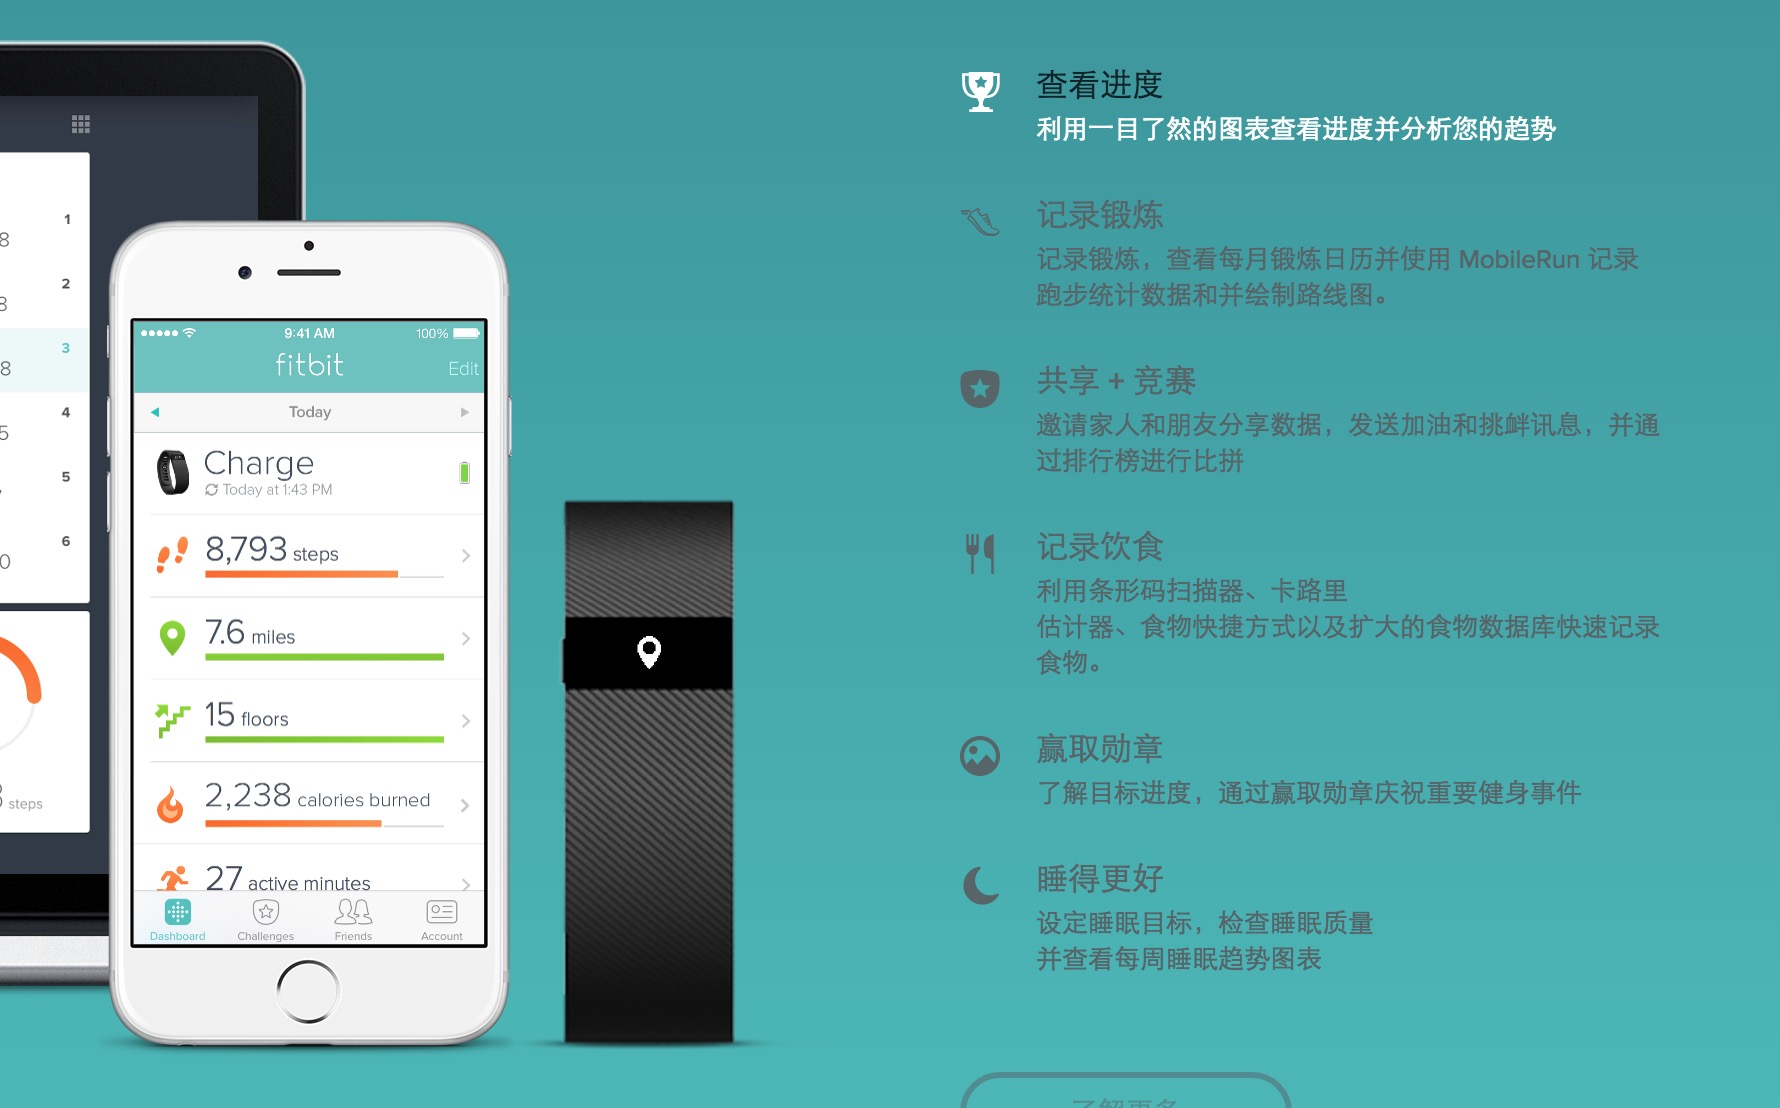 1
8
2
8
3
8
4
5
5
6
0
steps
9:41 AM
100%
fitbit
Edit
Today
Charge
Today at 1:43 PM
8,793 steps
7.6 miles
15 floors
2,238 calories burned
27 active minutes
Dashboard
Challenges
Friends
Account
查看进度
利用一目了然的图表查看进度并分析您的趋势
记录锻炼
记录锻炼，查看每月锻炼日历并使用 MobileRun 记录
跑步统计数据和并绘制路线图。
共享 + 竞赛
邀请家人和朋友分享数据，发送加油和挑衅讯息，并通
过排行榜进行比拼
记录饮食
利用条形码扫描器、卡路里
估计器、食物快捷方式以及扩大的食物数据库快速记录
食物。
赢取勋章
了解目标进度，通过赢取勋章庆祝重要健身事件
睡得更好
设定睡眠目标，检查睡眠质量
并查看每周睡眠趋势图表
了解更多